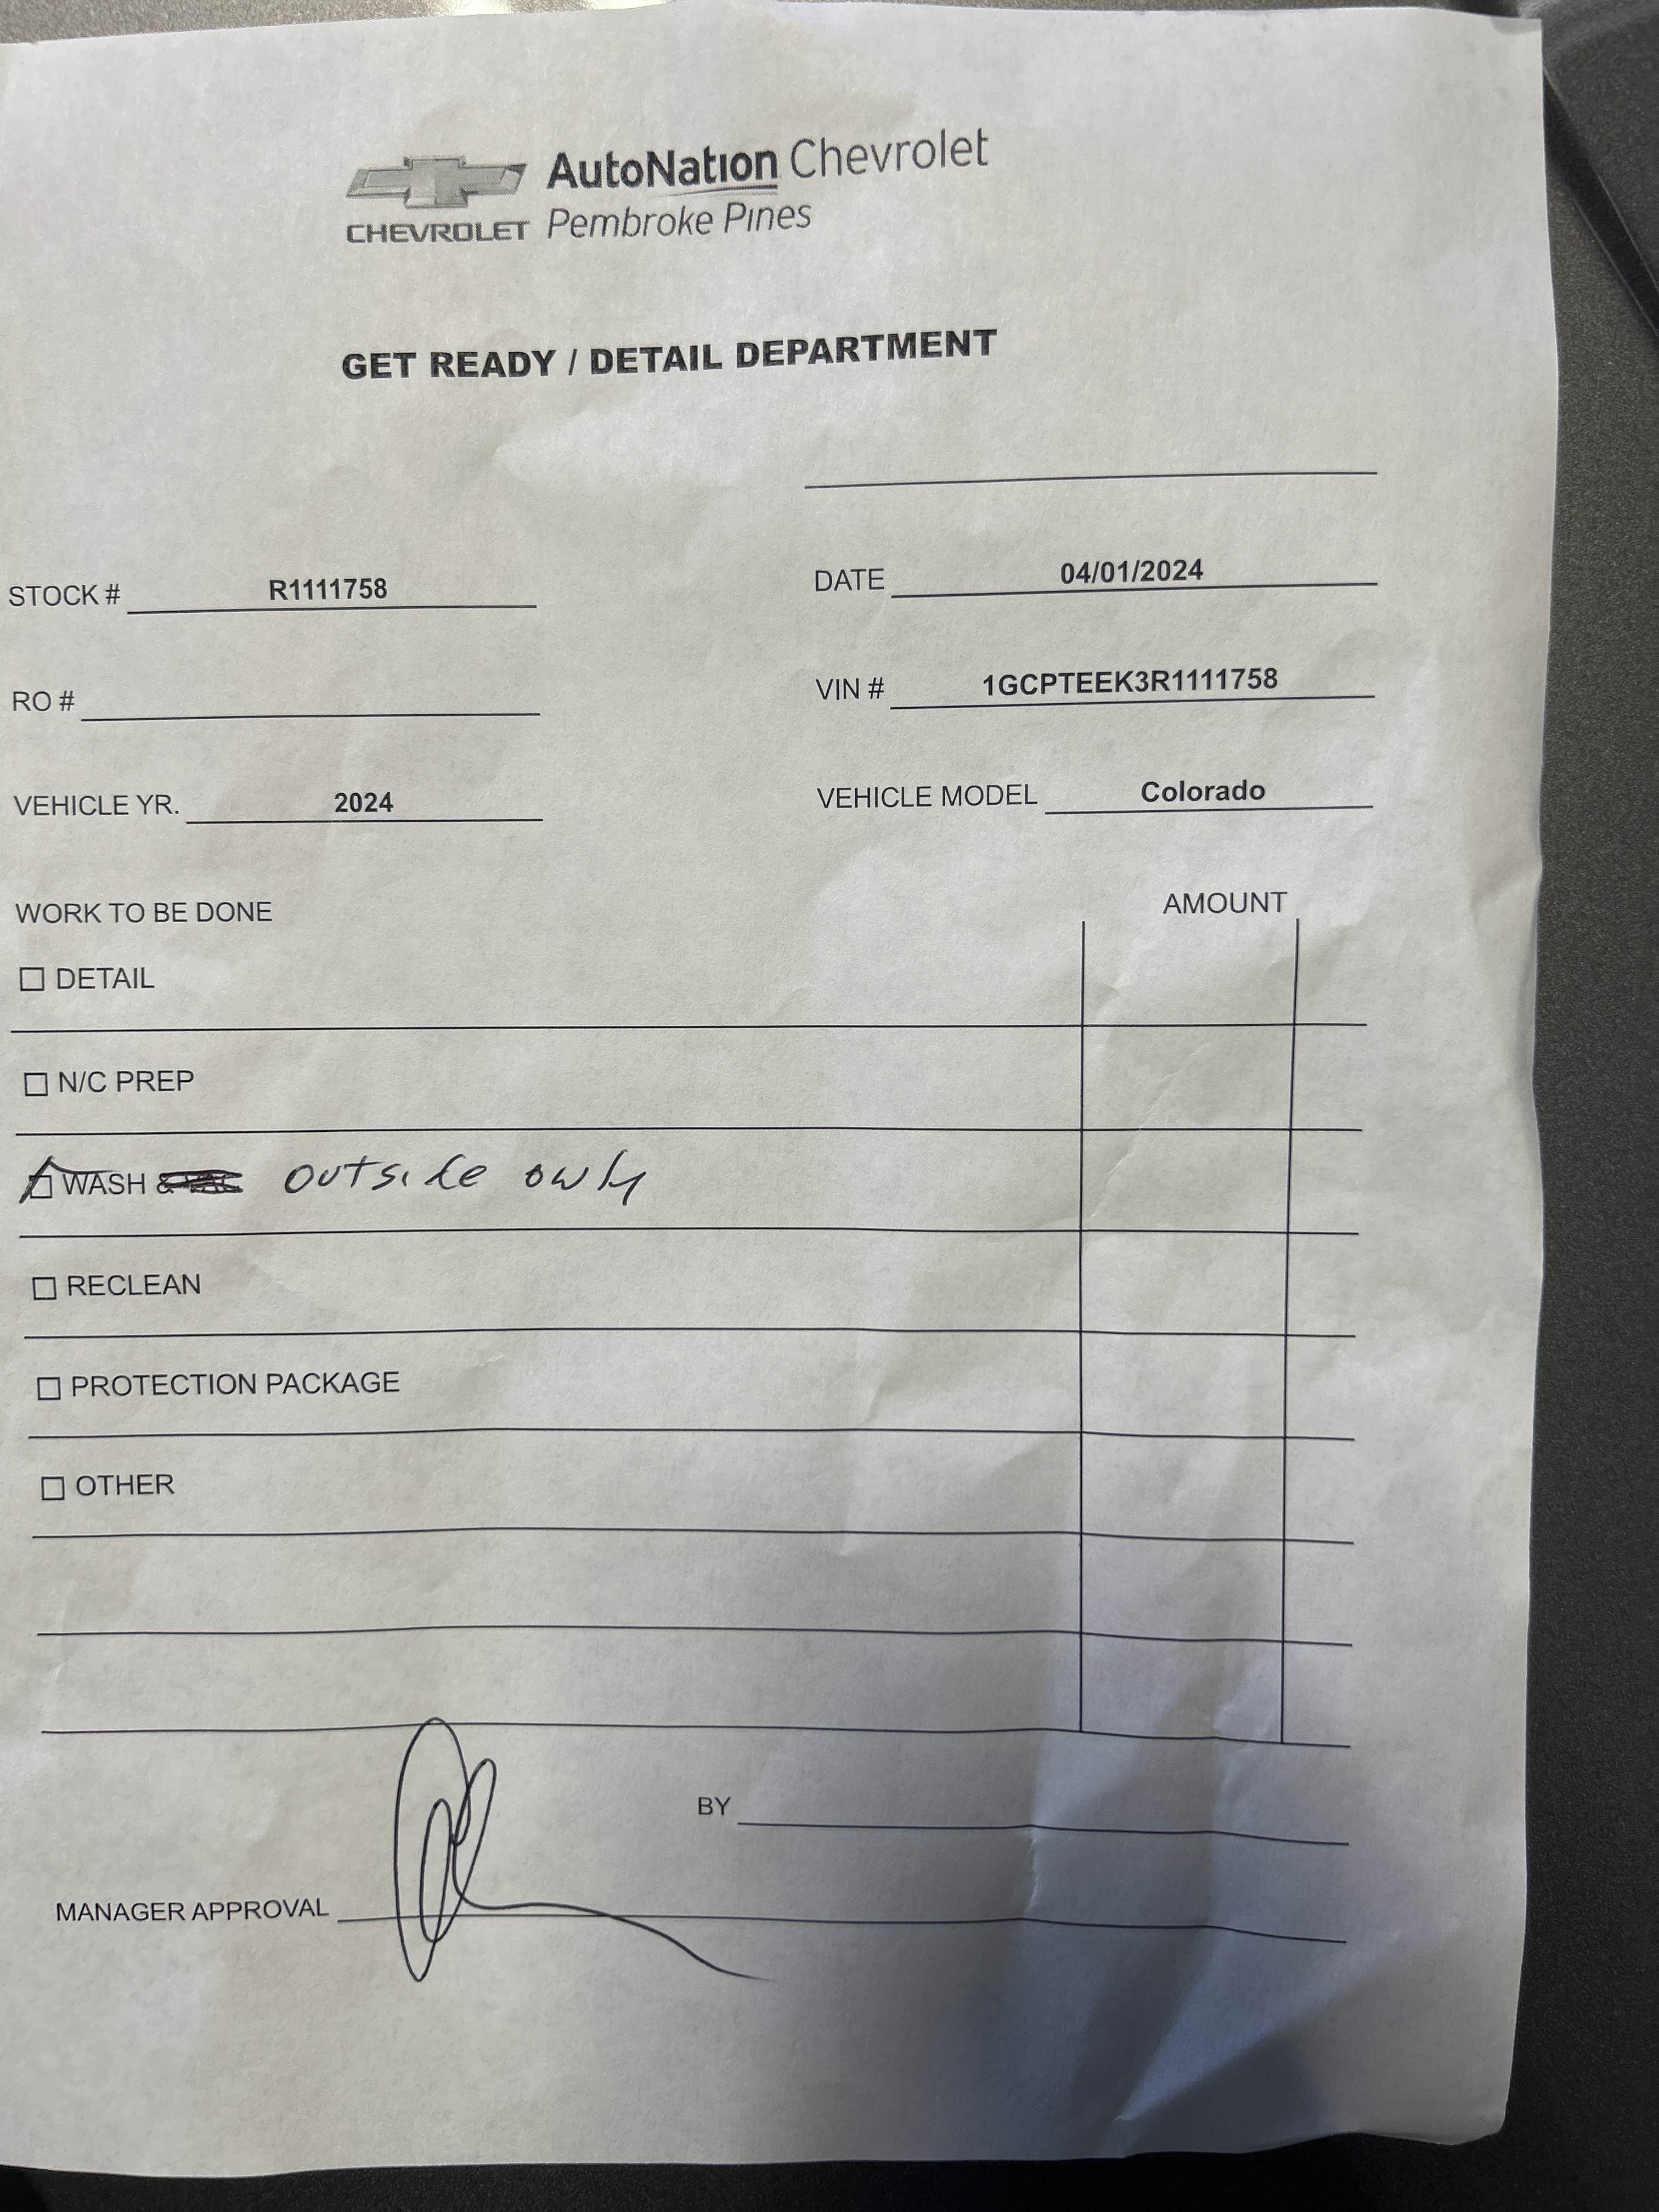 AutoNation Chevrolet
CHEVROLET Pembroke Pines
GET READY / DETAIL DEPARTMENT
STOCK # R1111758
DATE 04/01/2024
RO #
VIN # 1GCPTEEK3R1111758
VEHICLE YR. 2024
VEHICLE MODEL Colorado
WORK TO BE DONE
AMOUNT
DETAIL
N/C PREP
WASH & outside only
RECLEAN
PROTECTION PACKAGE
OTHER
BY
MANAGER APPROVAL